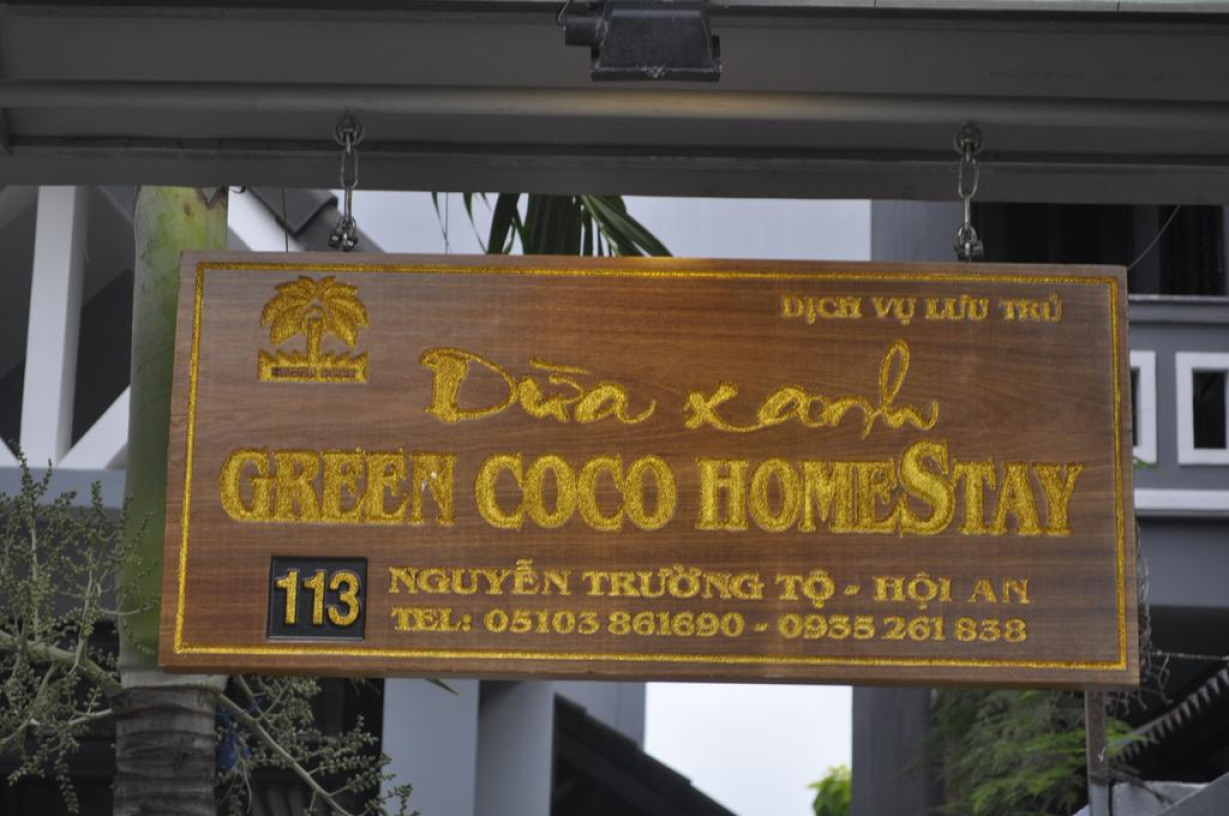 DỊCH VỤ LƯU TRÚ
Dừa xanh
GREEN COCO HOMESTAY
113 NGUYỄN TRƯỜNG TỘ - HỘI AN
TEL: 05103 861690 - 0935 261 838